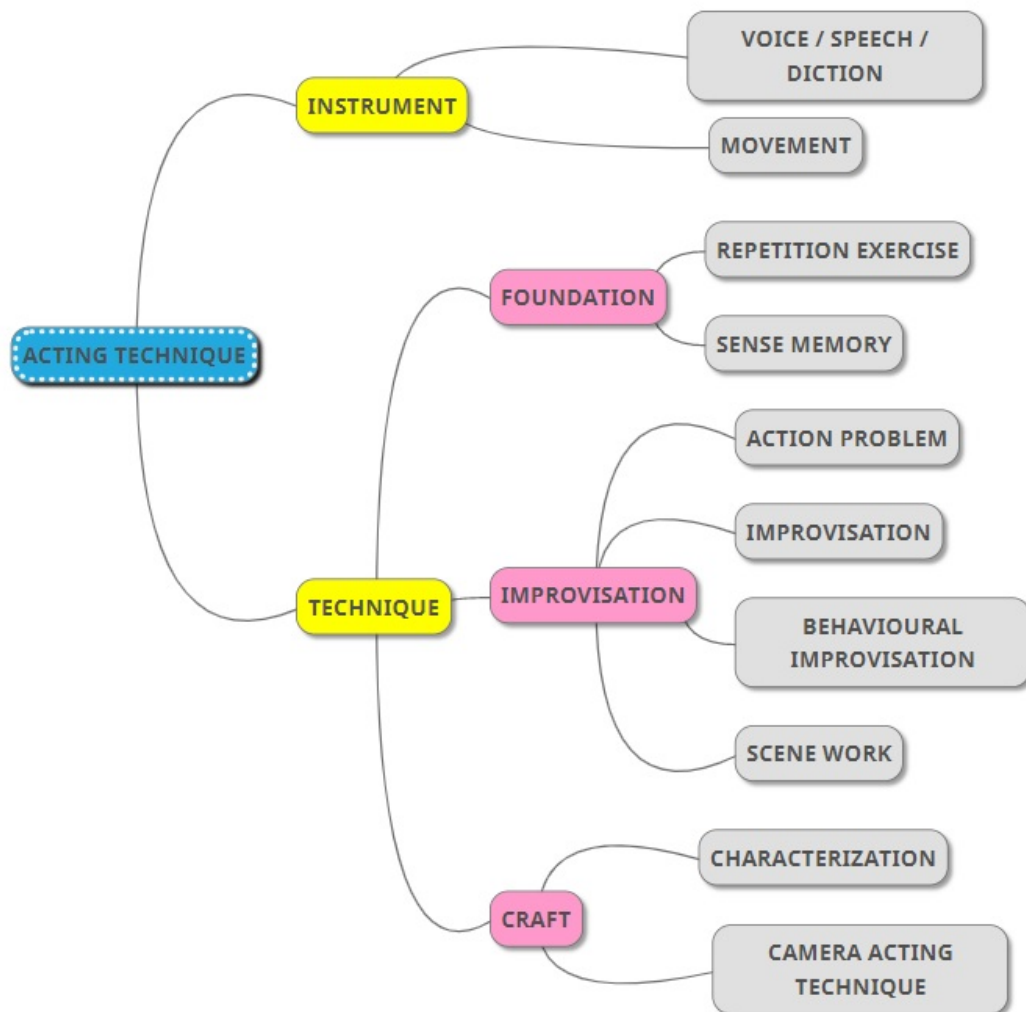 ACTING TECHNIQUE
INSTRUMENT
VOICE / SPEECH /
DICTION
MOVEMENT
TECHNIQUE
FOUNDATION
REPETITION EXERCISE
SENSE MEMORY
IMPROVISATION
ACTION PROBLEM
IMPROVISATION
BEHAVIOURAL
IMPROVISATION
SCENE WORK
CRAFT
CHARACTERIZATION
CAMERA ACTING
TECHNIQUE